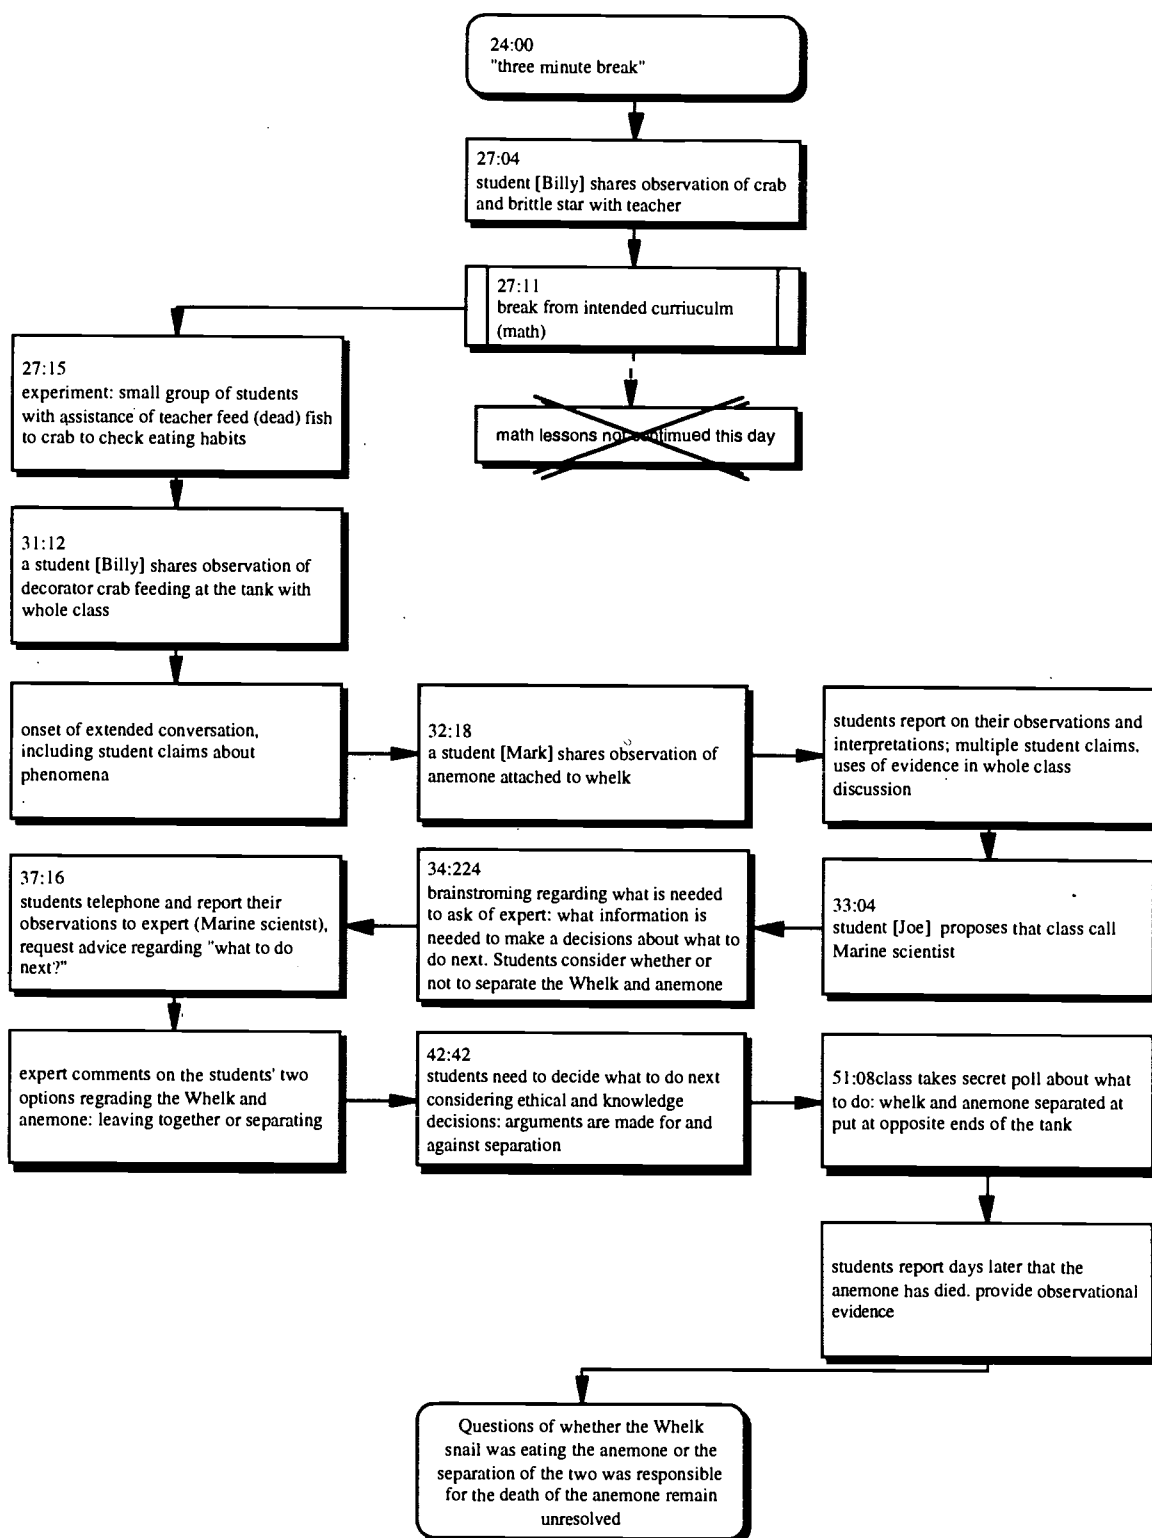 24:00
"three minute break"
27:04
student [Billy] shares observation of crab
and brittle star with teacher
27:11
break from intended curriuculm
(math)
math lessons not continued this day
27:15
experiment: small group of students
with assistance of teacher feed (dead) fish
to crab to check eating habits
31:12
a student [Billy] shares observation of
decorator crab feeding at the tank with
whole class
onset of extended conversation,
including student claims about
phenomena
32:18
a student [Mark] shares observation of
anemone attached to whelk
students report on their observations and
interpretations; multiple student claims,
uses of evidence in whole class
discussion
33:04
student [Joe] proposes that class call
Marine scientist
34:224
brainstroming regarding what is needed
to ask of expert: what information is
needed to make a decisions about what to
do next. Students consider whether or
not to separate the Whelk and anemone
37:16
students telephone and report their
observations to expert (Marine scientst),
request advice regarding "what to do
next?"
expert comments on the students' two
options regrading the Whelk and
anemone: leaving together or separating
42:42
students need to decide what to do next
considering ethical and knowledge
decisions: arguments are made for and
against separation
51:08class takes secret poll about what
to do: whelk and anemone separated at
put at opposite ends of the tank
students report days later that the
anemone has died. provide observational
evidence
Questions of whether the Whelk
snail was eating the anemone or the
separation of the two was responsible
for the death of the anemone remain
unresolved